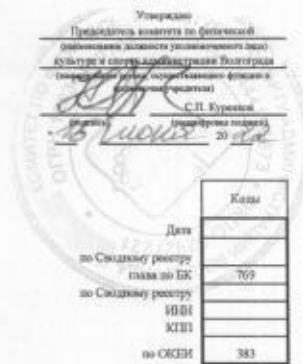 Утверждаю
Председатель комитета по физической
(наименование должности уполномоченного лица)
культуре и спорту администрации Волгограда
(наименование органа, осуществляющего функции и
полномочия учредителя)
С.П. Куренков
(подпись) (расшифровка подписи)
" 15 " июня 20
Коды
Дата
по Сводному реестру
глава по БК 769
по Сводному реестру
ИНН
КПП
по ОКЕИ 383